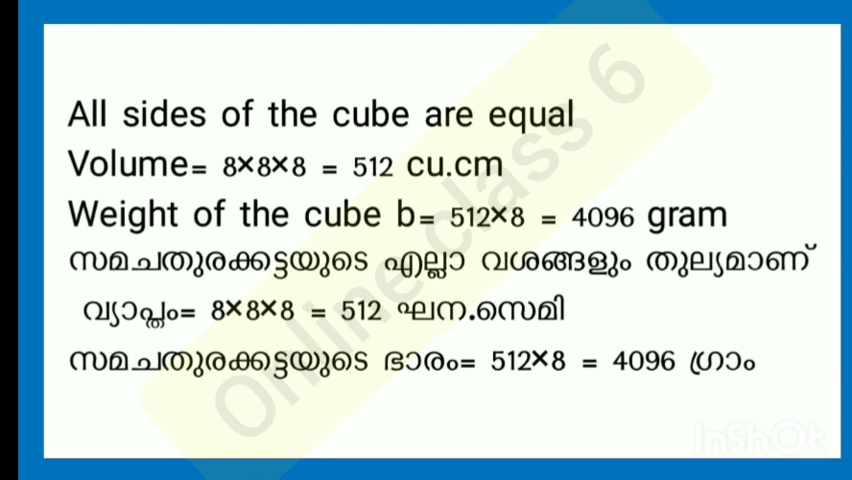 All sides of the cube are equal
Volume= 8×8×8 = 512 cu.cm
Weight of the cube b= 512×8 = 4096 gram
സമചതുരക്കട്ടയുടെ എല്ലാ വശങ്ങളും തുല്യമാണ്
വ്യാപ്തം= 8×8×8 = 512 ഘന.സെമി
സമചതുരക്കട്ടയുടെ ഭാരം= 512×8 = 4096 ഗ്രാം
Online class 6
InShOt